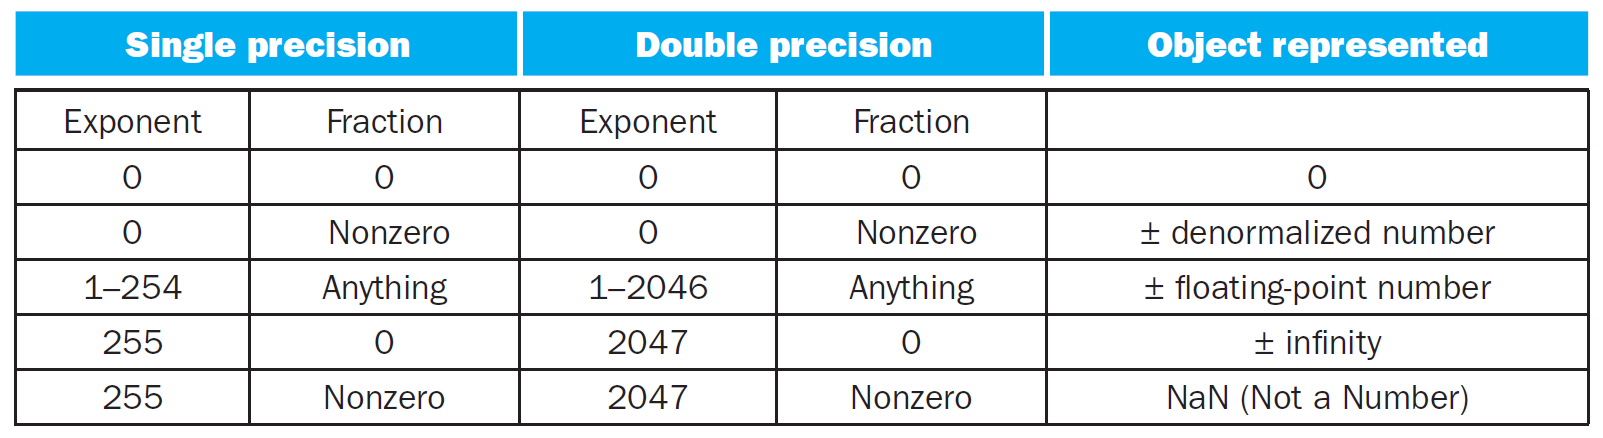 Single precision Double precision Object represented
Exponent Fraction Exponent Fraction
0 0 0 0 0
0 Nonzero 0 Nonzero ± denormalized number
1–254 Anything 1–2046 Anything ± floating-point number
255 0 2047 0 ± infinity
255 Nonzero 2047 Nonzero NaN (Not a Number)